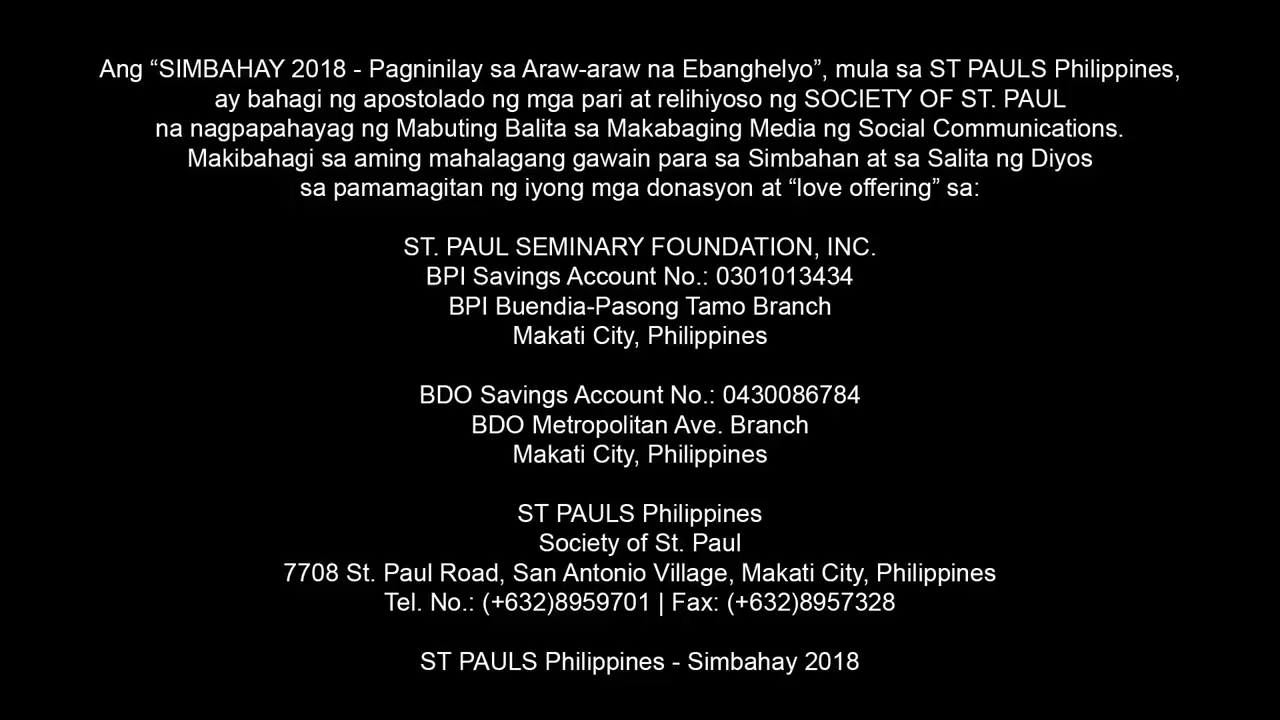 Ang “SIMBAHAY 2018 - Pagninilay sa Araw-araw na Ebanghelyo”, mula sa ST PAULS Philippines,
ay bahagi ng apostolado ng mga pari at relihiyoso ng SOCIETY OF ST. PAUL
na nagpapahayag ng Mabuting Balita sa Makabaging Media ng Social Communications.
Makibahagi sa aming mahalagang gawain para sa Simbahan at sa Salita ng Diyos
sa pamamagitan ng iyong mga donasyon at “love offering” sa:
ST. PAUL SEMINARY FOUNDATION, INC.
BPI Savings Account No.: 0301013434
BPI Buendia-Pasong Tamo Branch
Makati City, Philippines
BDO Savings Account No.: 0430086784
BDO Metropolitan Ave. Branch
Makati City, Philippines
ST PAULS Philippines
Society of St. Paul
7708 St. Paul Road, San Antonio Village, Makati City, Philippines
Tel. No.: (+632)8959701 | Fax: (+632)8957328
ST PAULS Philippines - Simbahay 2018